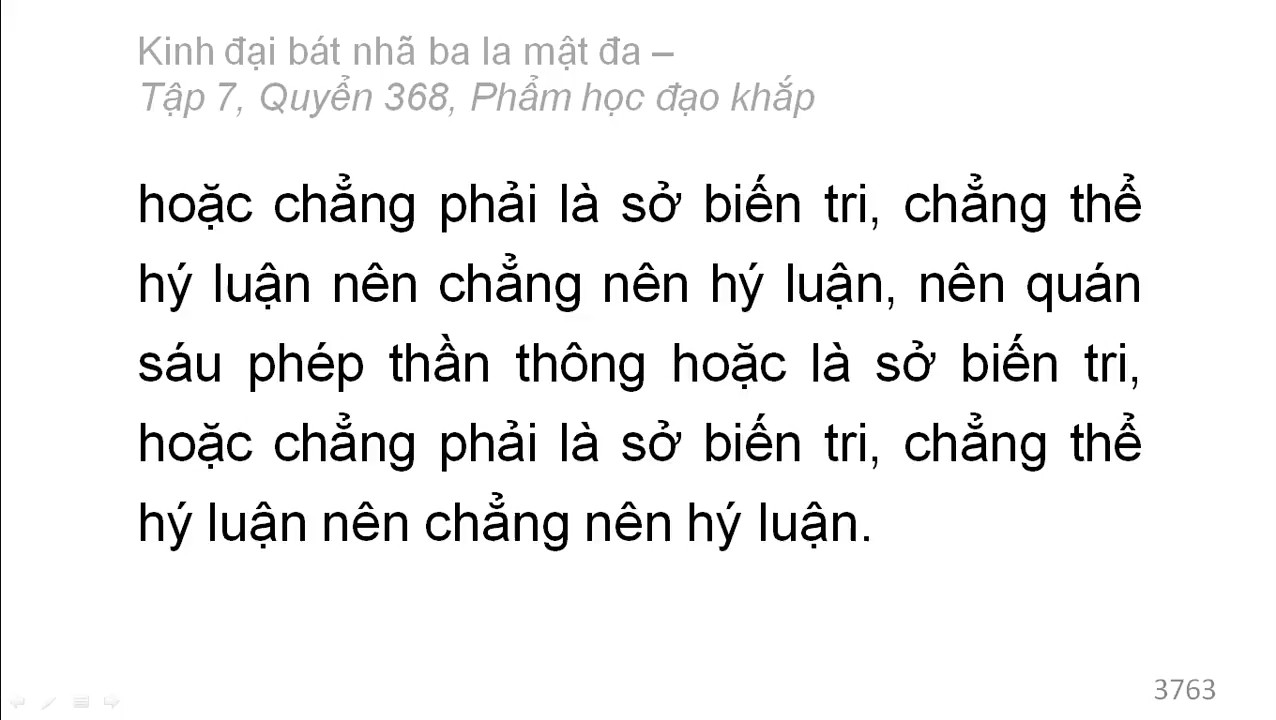 Kinh đại bát nhã ba la mật đa –
Tập 7, Quyển 368, Phẩm học đạo khắp
hoặc chẳng phải là sở biến tri, chẳng thể
hý luận nên chẳng nên hý luận, nên quán
sáu phép thần thông hoặc là sở biến tri,
hoặc chẳng phải là sở biến tri, chẳng thể
hý luận nên chẳng nên hý luận.
3763